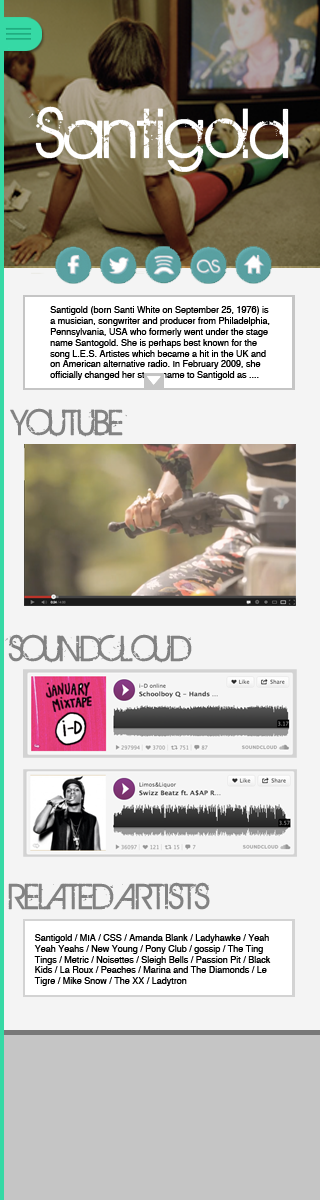 Santigold
Santigold (born Santi White on September 25, 1976) is
a musician, songwriter and producer from Philadelphia,
Pennsylvania, USA who formerly went under the stage
name Santogold. She is perhaps best known for the
song L.E.S. Artistes which became a hit in the UK and
on American alternative radio. in February 2009, she
officially changed her name to Santigold as ....
YOUTUBE
SOUNDCLOUD
JANUARY
MIXTAPE
i-D
i-D online
Schoolboy Q - Hands ...
Like
Share
3.17
297994
3700
751
87
SOUNDCLOUD
Limos&Liquor
Swizz Beatz ft. A$AP R...
Like
Share
3.57
36097
121
15
7
SOUNDCLOUD
RELATED ARTISTS
Santigold / MIA / CSS / Amanda Blank / Ladyhawke / Yeah
Yeah Yeahs / New Young / Pony Club / gossip / The Ting
Tings / Metric / Noisettes / Sleigh Bells / Passion Pit / Black
Kids / La Roux / Peaches / Marina and The Diamonds / Le
Tigre / Mike Snow / The XX / Ladytron